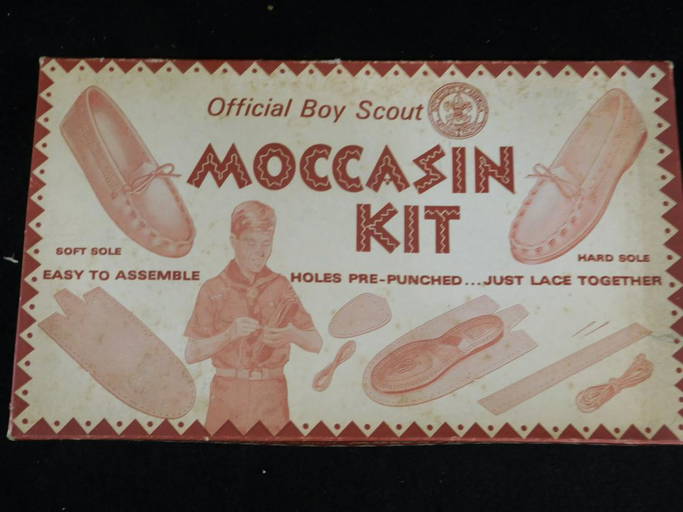 Official Boy Scout
MOCCASIN
KIT
SOFT SOLE
HARD SOLE
EASY TO ASSEMBLE
HOLES PRE-PUNCHED...JUST LACE TOGETHER